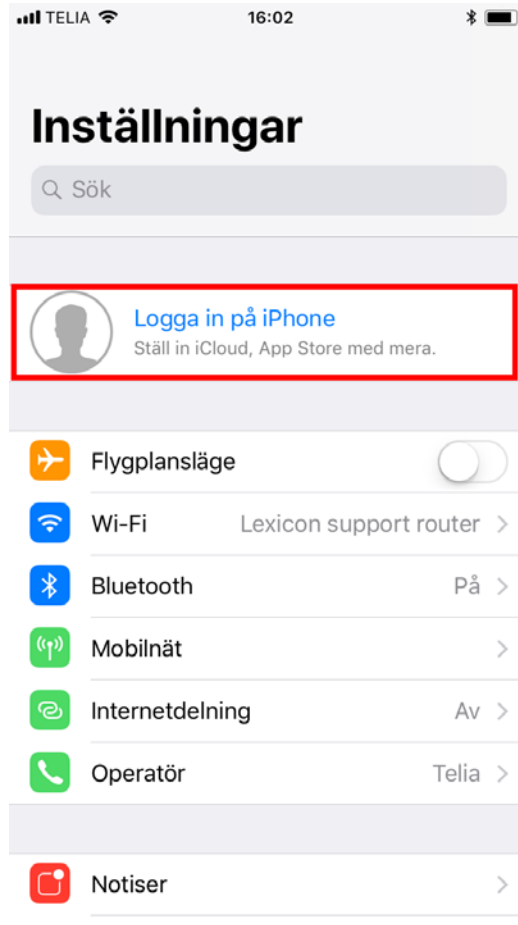 TELIA 16:02
Inställningar
Sök
Logga in på iPhone
Ställ in iCloud, App Store med mera.
Flygplansläge
Wi-Fi Lexicon support router
Bluetooth På
Mobilnät
Internetdelning Av
Operatör Telia
Notiser